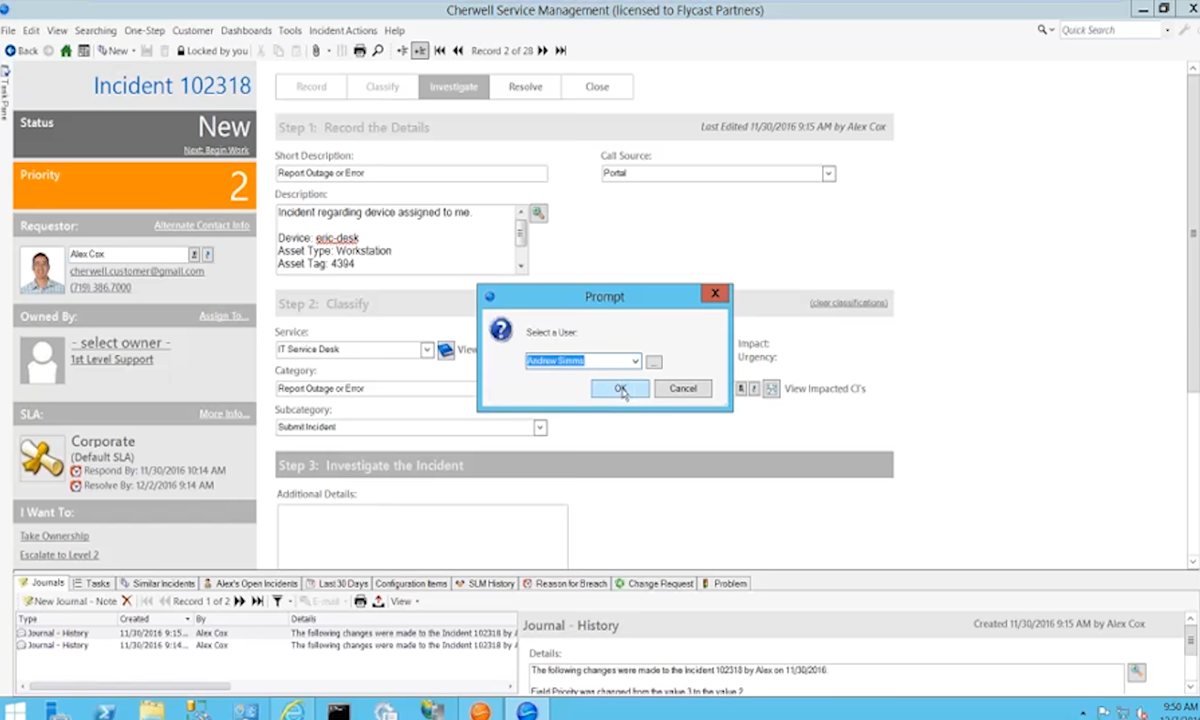 Cherwell Service Management (licensed to Flycast Partners)
File Edit View Searching One-Step Customer Dashboards Tools Incident Actions Help
Quick Search
Back New Locked by you Record 2 of 28
Task Pane
Incident 102318
Record Classify Investigate Resolve Close
Status New
Next: Begin Work
Priority 2
Requestor: Alternate Contact Info
Alex Cox
cherwell.customer@gmail.com
(719) 386.7000
Owned By: Assign To...
- select owner -
1st Level Support
SLA: More Info...
Corporate
(Default SLA)
Respond By: 11/30/2016 10:14 AM
Resolve By: 12/2/2016 9:14 AM
I Want To:
Take Ownership
Escalate to Level 2
Step 1: Record the Details Last Edited 11/30/2016 9:15 AM by Alex Cox
Short Description: Call Source:
Report Outage or Error Portal
Description:
Incident regarding device assigned to me.
Device: eric-desk
Asset Type: Workstation
Asset Tag: 4394
Step 2: Classify (clear classifications)
Service:
IT Service Desk View
Impact:
Urgency:
Category:
Report Outage or Error View Impacted CI's
Subcategory:
Submit Incident
Prompt
Select a User:
Andrew Simms
OK Cancel
Step 3: Investigate the Incident
Additional Details:
Journals Tasks Similar Incidents Alex's Open Incidents Last 30 Days Configuration Items SLM History Reason for Breach Change Request Problem
New Journal - Note Record 1 of 2 E-mail View
Type Created By Details
Journal - History 11/30/2016 9:15... Alex Cox The following changes were made to the Incident 102318 by A
Journal - History 11/30/2016 9:14... Alex Cox The following changes were made to the Incident 102318 by A
Journal - History Created 11/30/2016 9:15 AM by Alex Cox
Details:
The following changes were made to the Incident 102318 by Alex on 11/30/2016:
Field Priority was changed from the value 3 to the value 2
9:50 AM